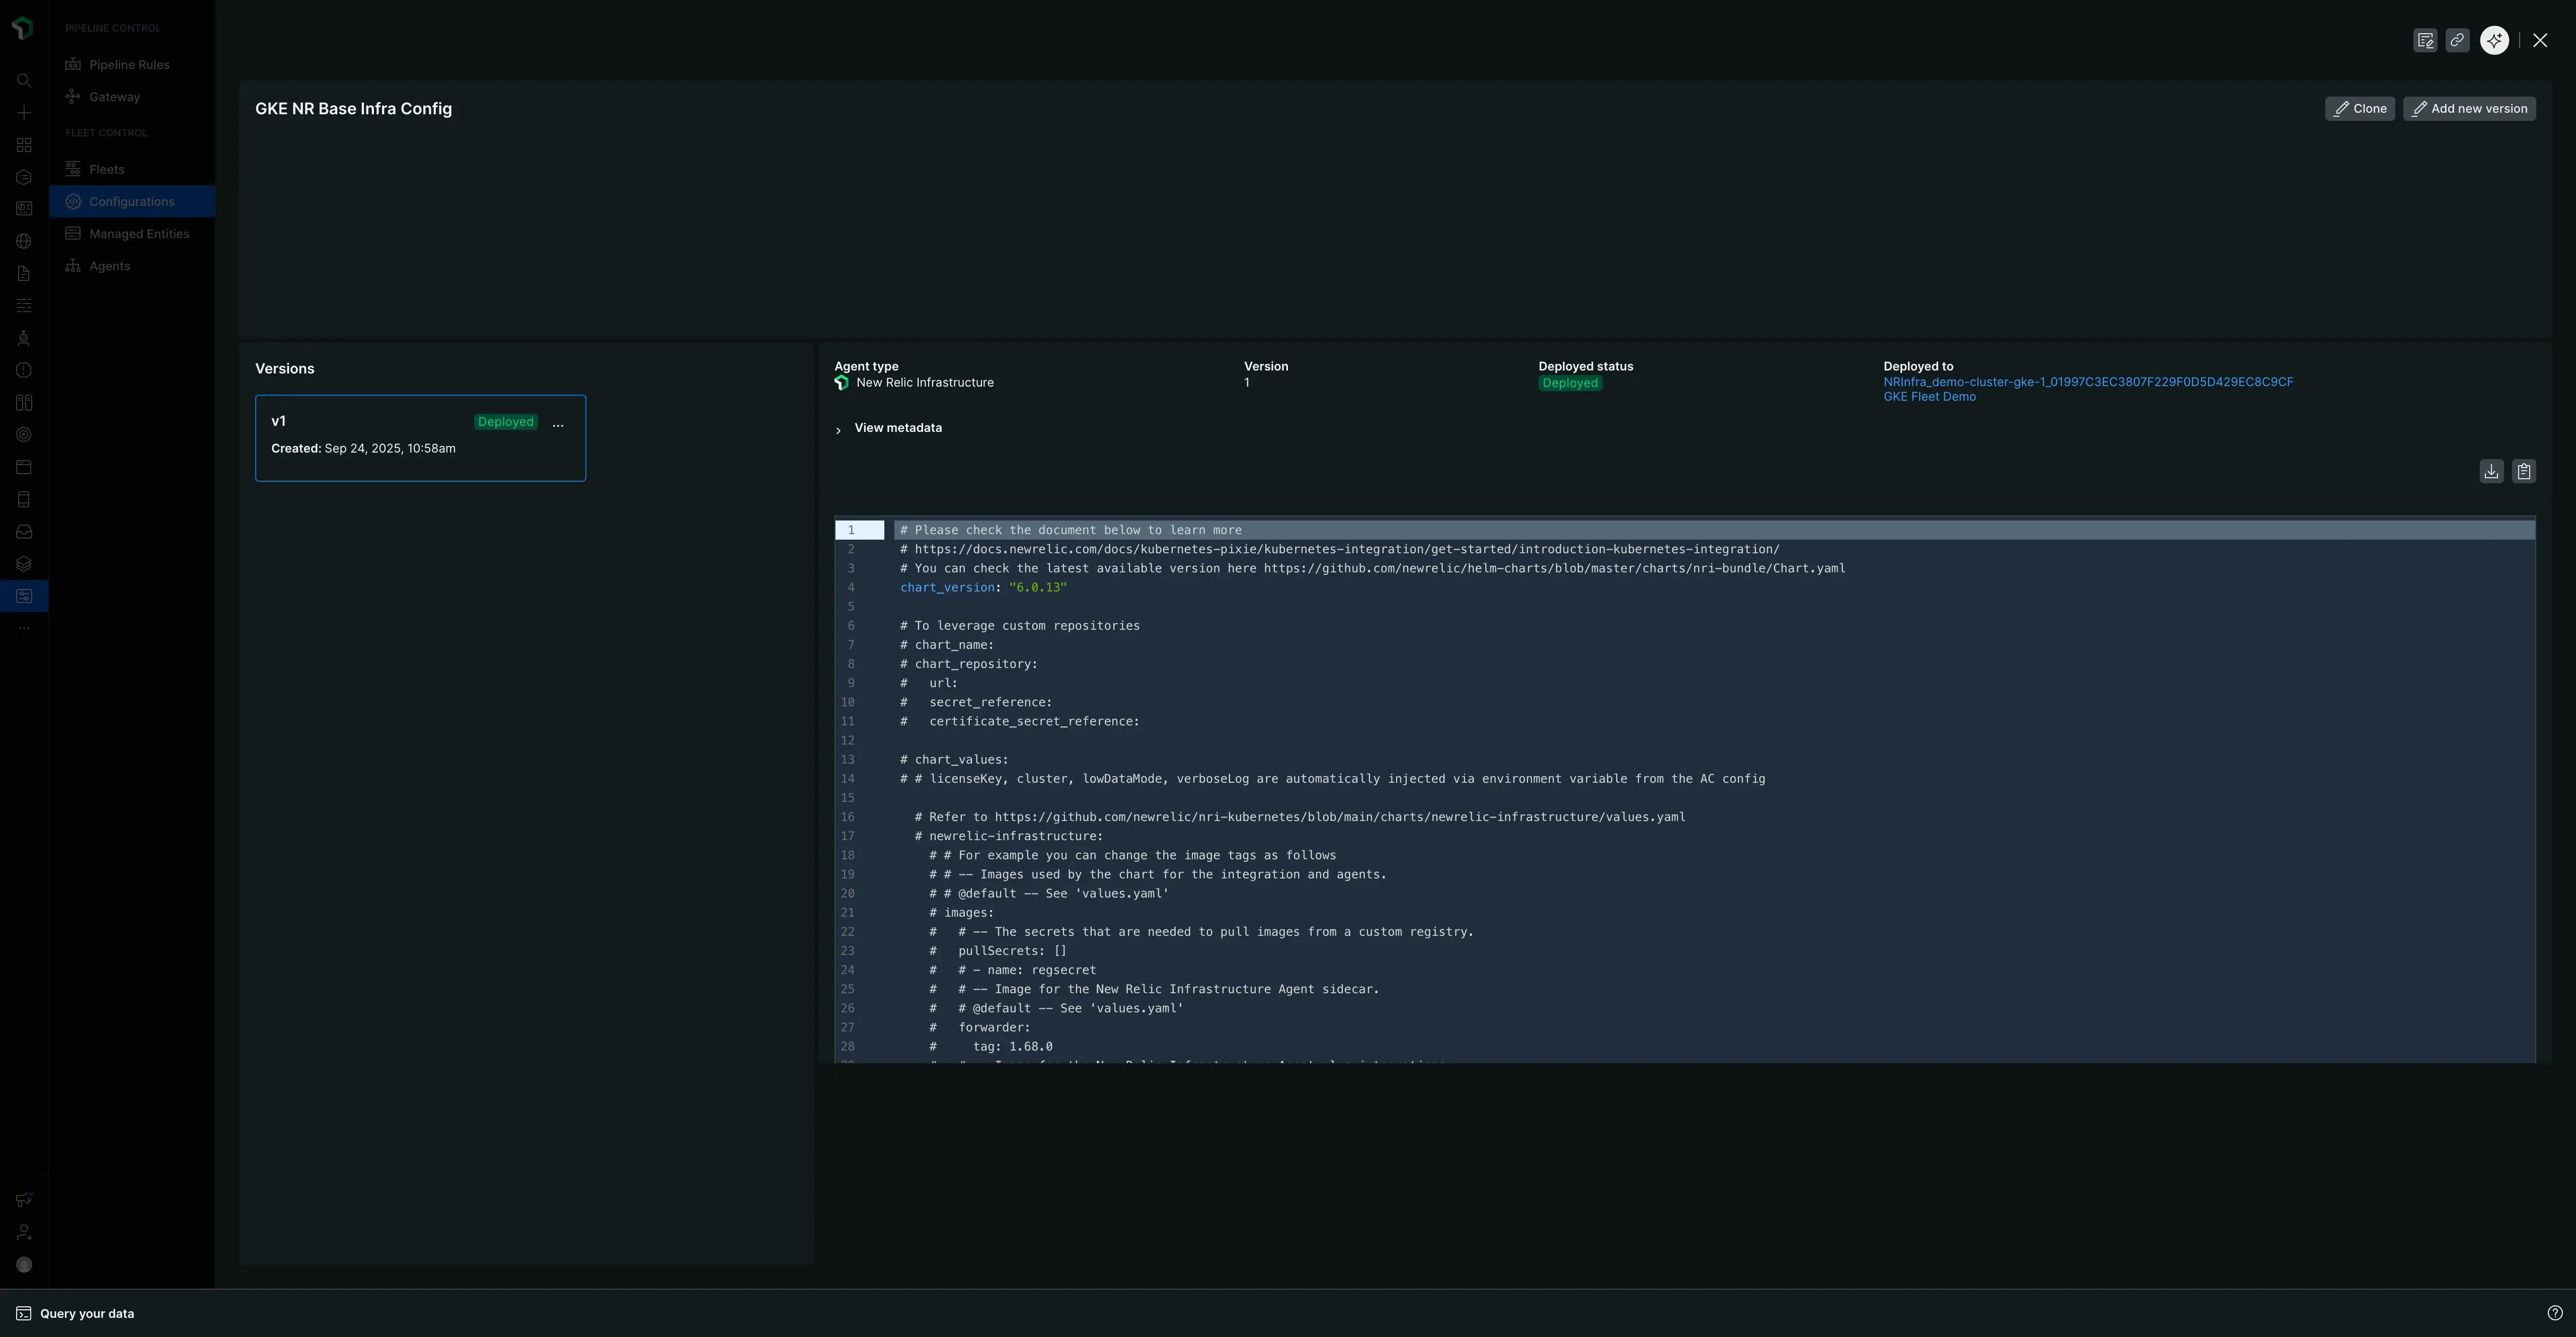 PIPELINE CONTROL
Pipeline Rules
Gateway
FLEET CONTROL
Fleets
Configurations
Managed Entities
Agents
GKE NR Base Infra Config
Clone
Add new version
Versions
v1
Deployed
...
Created: Sep 24, 2025, 10:58am
Agent type
New Relic Infrastructure
Version
1
Deployed status
Deployed
Deployed to
NRInfra_demo-cluster-gke-1_01997C3EC3807F229F0D5D429EC8C9CF
GKE Fleet Demo
View metadata
1 # Please check the document below to learn more
2 # https://docs.newrelic.com/docs/kubernetes-pixie/kubernetes-integration/get-started/introduction-kubernetes-integration/
3 # You can check the latest available version here https://github.com/newrelic/helm-charts/blob/master/charts/nri-bundle/Chart.yaml
4 chart_version: "6.0.13"
5
6 # To leverage custom repositories
7 # chart_name:
8 # chart_repository:
9 #   url:
10 #   secret_reference:
11 #   certificate_secret_reference:
12
13 # chart_values:
14 # # licenseKey, cluster, lowDataMode, verboseLog are automatically injected via environment variable from the AC config
15
16   # Refer to https://github.com/newrelic/nri-kubernetes/blob/main/charts/newrelic-infrastructure/values.yaml
17   # newrelic-infrastructure:
18     # # For example you can change the image tags as follows
19     # # -- Images used by the chart for the integration and agents.
20     # # @default -- See 'values.yaml'
21     # images:
22     #   # -- The secrets that are needed to pull images from a custom registry.
23     #   pullSecrets: []
24     #   # - name: regsecret
25     #   # -- Image for the New Relic Infrastructure Agent sidecar.
26     #   # @default -- See 'values.yaml'
27     #   forwarder:
28     #     tag: 1.68.0
Query your data